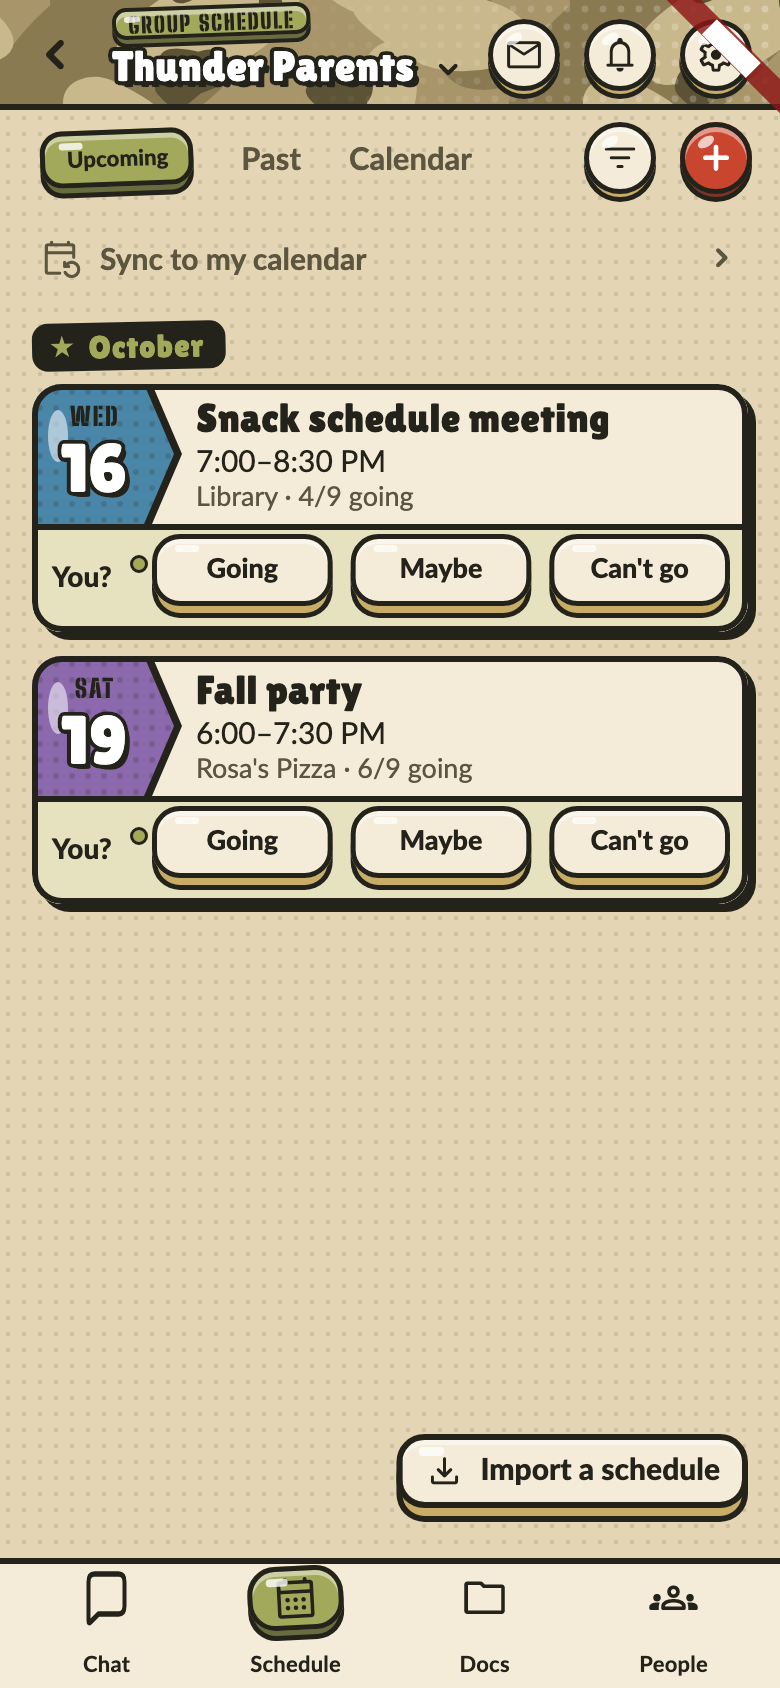 GROUP SCHEDULE
Thunder Parents
Upcoming
Past
Calendar
Sync to my calendar
★ October
WED
16
Snack schedule meeting
7:00–8:30 PM
Library · 4/9 going
You?
Going
Maybe
Can't go
SAT
19
Fall party
6:00–7:30 PM
Rosa's Pizza · 6/9 going
You?
Going
Maybe
Can't go
Import a schedule
Chat
Schedule
Docs
People